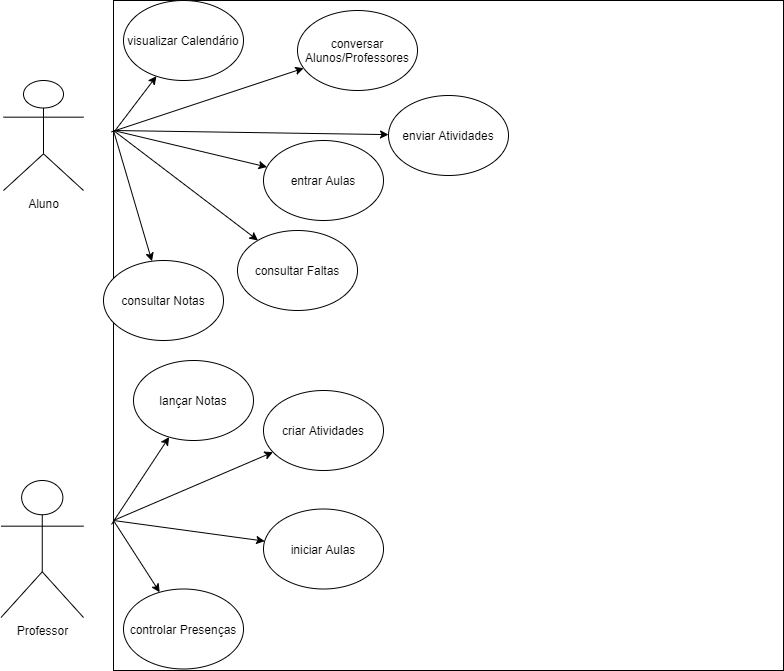 visualizar Calendário
conversar
Alunos/Professores
enviar Atividades
entrar Aulas
Aluno
consultar Faltas
consultar Notas
lançar Notas
criar Atividades
iniciar Aulas
Professor
controlar Presenças